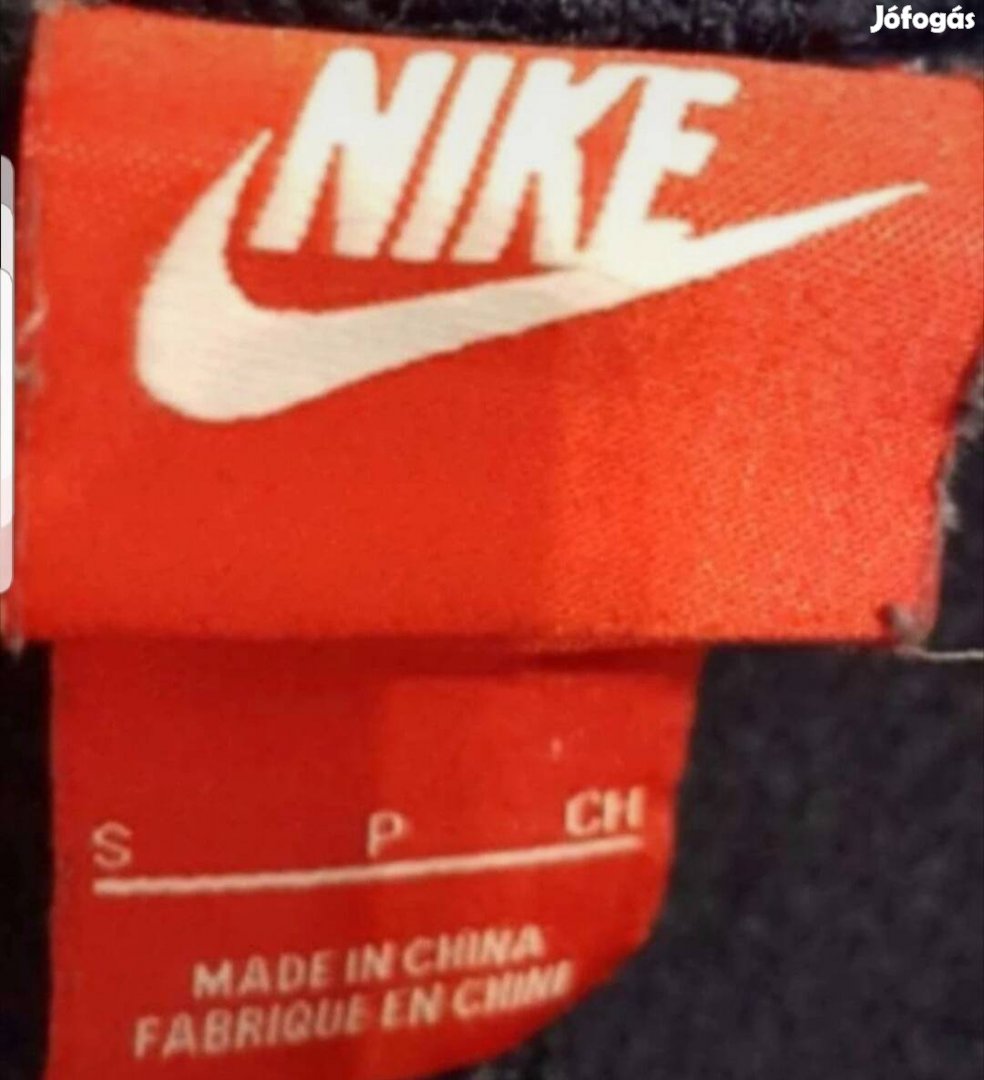 Jófogás
NIKE
S P CH
MADE IN CHINA
FABRIQUE EN CHINE